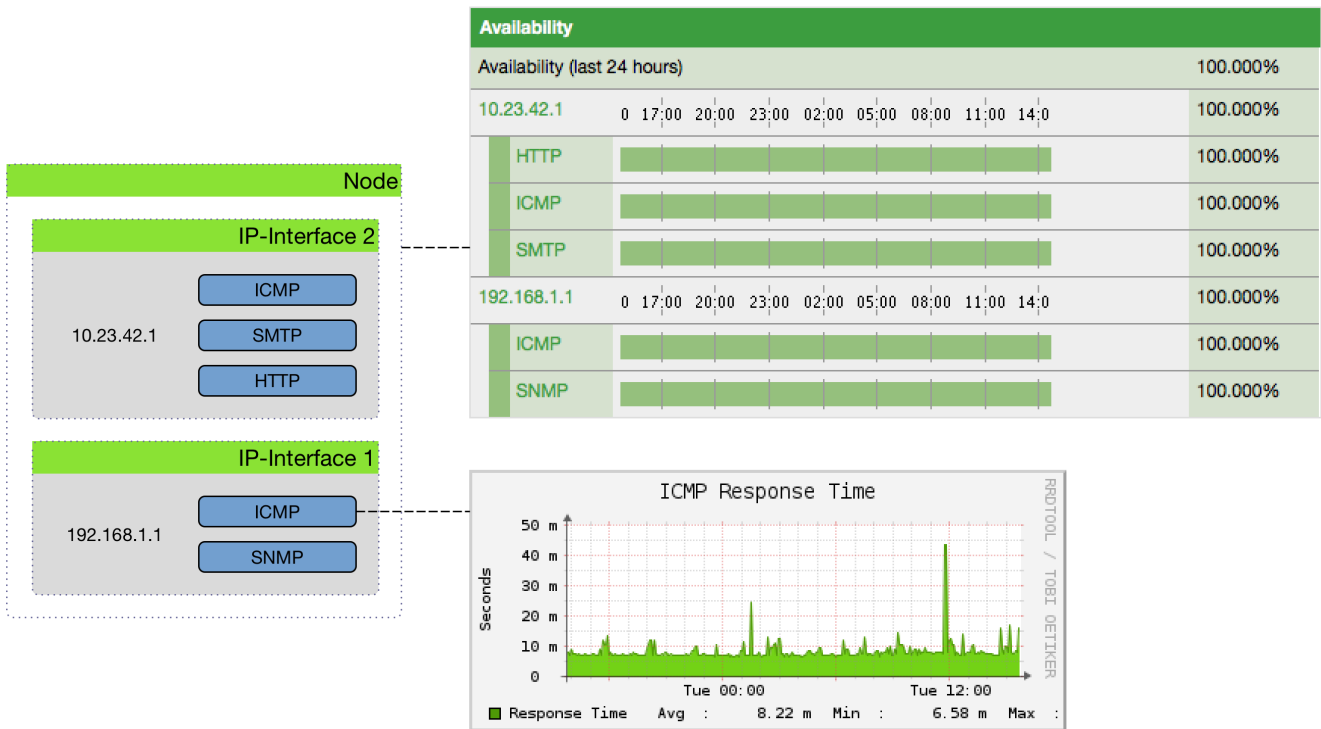 Node
IP-Interface 2
10.23.42.1
ICMP
SMTP
HTTP
IP-Interface 1
192.168.1.1
ICMP
SNMP
Availability
Availability (last 24 hours) 100.000%
10.23.42.1 0 17:00 20:00 23:00 02:00 05:00 08:00 11:00 14:0 100.000%
HTTP 100.000%
ICMP 100.000%
SMTP 100.000%
192.168.1.1 0 17:00 20:00 23:00 02:00 05:00 08:00 11:00 14:0 100.000%
ICMP 100.000%
SNMP 100.000%
ICMP Response Time
Seconds
50 m
40 m
30 m
20 m
10 m
0
Tue 00:00 Tue 12:00
Response Time Avg : 8.22 m Min : 6.58 m Max :
RRDTOOL / TOBI OETIKER